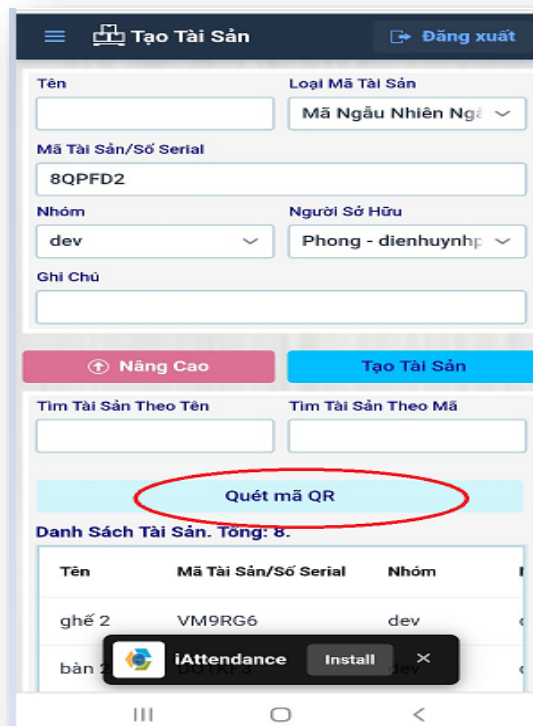 Tạo Tài Sản Đăng xuất
Tên Loại Mã Tài Sản
Mã Ngẫu Nhiên Ngắ
Mã Tài Sản/Số Serial
8QPFD2
Nhóm Người Sở Hữu
dev Phong - dienhuynhp
Ghi Chú
Nâng Cao Tạo Tài Sản
Tìm Tài Sản Theo Tên Tìm Tài Sản Theo Mã
Quét mã QR
Danh Sách Tài Sản. Tổng: 8.
Tên Mã Tài Sản/Số Serial Nhóm
ghế 2 VM9RG6 dev
iAttendance Install
bàn 2 dev